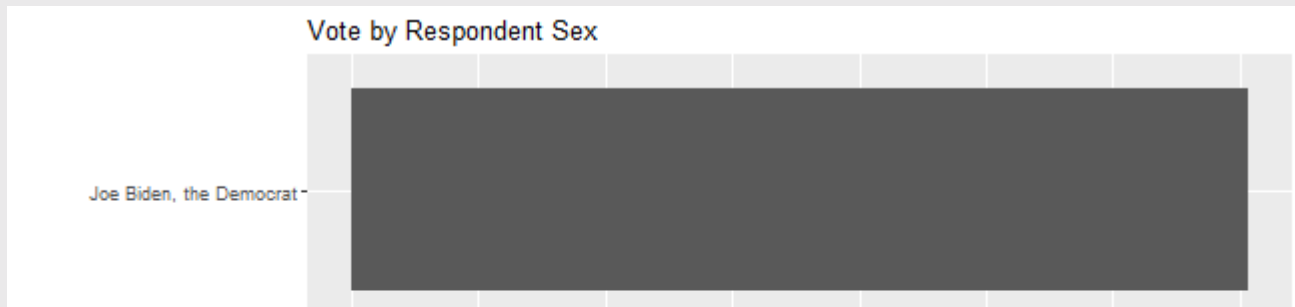 Vote by Respondent Sex
Joe Biden, the Democrat